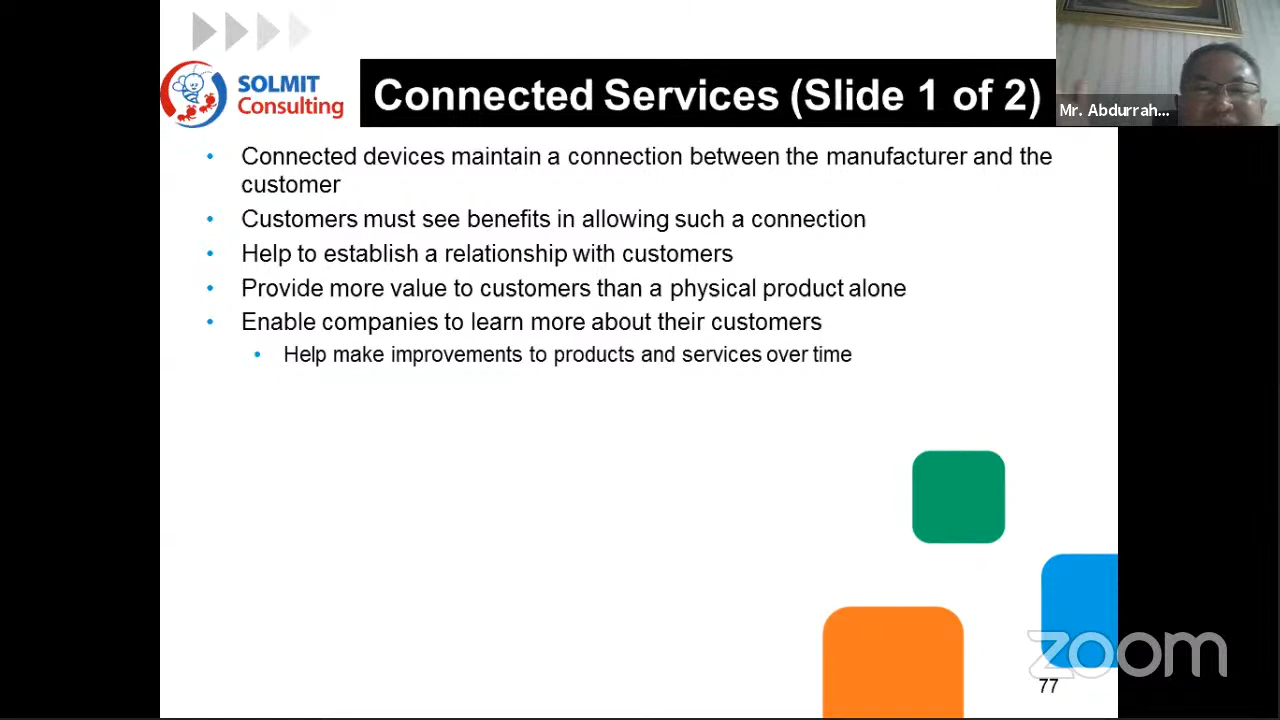 SOLMIT
Consulting
Connected Services (Slide 1 of 2)
Mr. Abdurrah...
• Connected devices maintain a connection between the manufacturer and the
customer
• Customers must see benefits in allowing such a connection
• Help to establish a relationship with customers
• Provide more value to customers than a physical product alone
• Enable companies to learn more about their customers
• Help make improvements to products and services over time
zoom
77